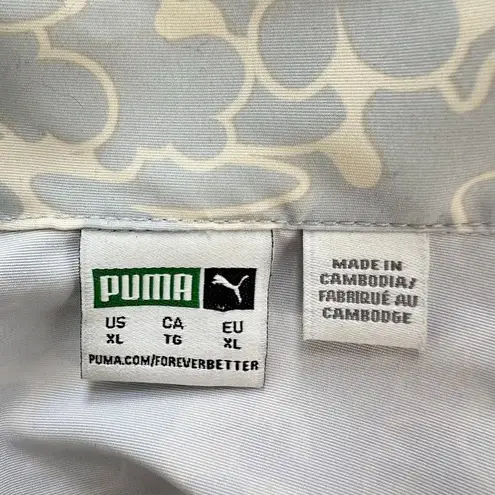 PUMA
US CA EU
XL TG XL
PUMA.COM/FOREVERBETTER
MADE IN
CAMBODIA/
FABRIQUÉ AU
CAMBODGE